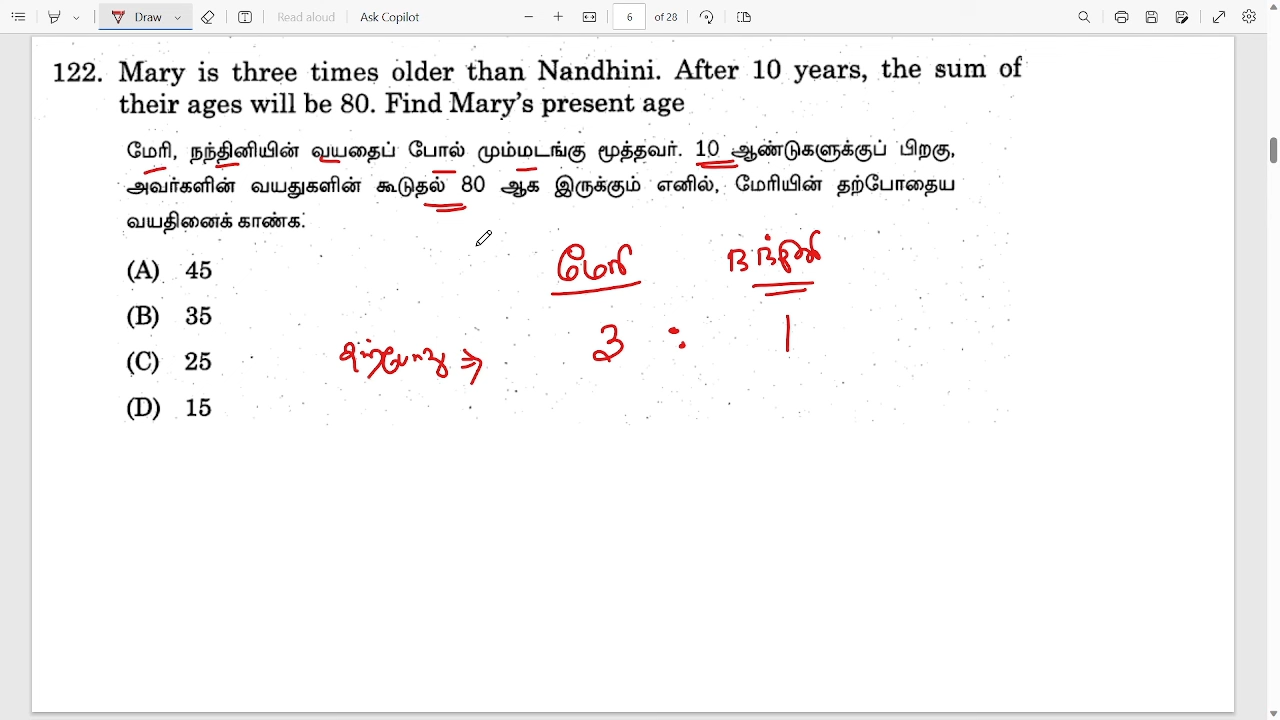 Draw
Read aloud
Ask Copilot
6 of 28
122. Mary is three times older than Nandhini. After 10 years, the sum of
their ages will be 80. Find Mary's present age
மேரி, நந்தினியின் வயதைப் போல் மும்மடங்கு மூத்தவர். 10 ஆண்டுகளுக்குப் பிறகு,
அவர்களின் வயதுகளின் கூடுதல் 80 ஆக இருக்கும் எனில், மேரியின் தற்போதைய
வயதினைக் காண்க.
மேரி நந்தினி
(A) 45
(B) 35
தற்போது ⇒ 3 : 1
(C) 25
(D) 15